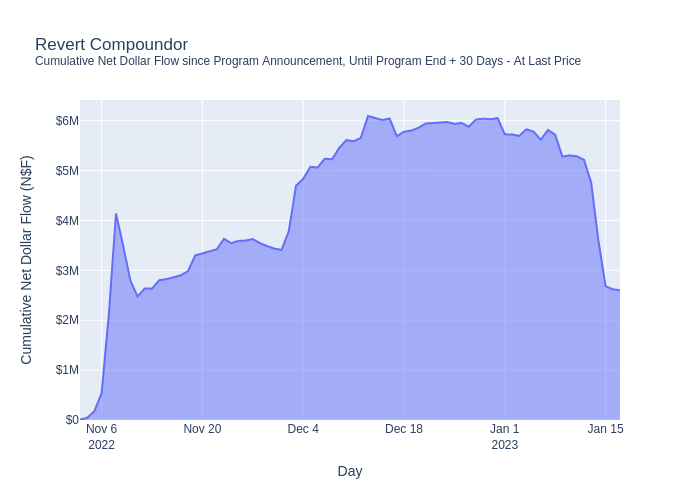 Revert Compoundor
Cumulative Net Dollar Flow since Program Announcement, Until Program End + 30 Days - At Last Price
Cumulative Net Dollar Flow (N$F)
$6M
$5M
$4M
$3M
$2M
$1M
$0
Nov 6
2022
Nov 20
Dec 4
Dec 18
Jan 1
2023
Jan 15
Day